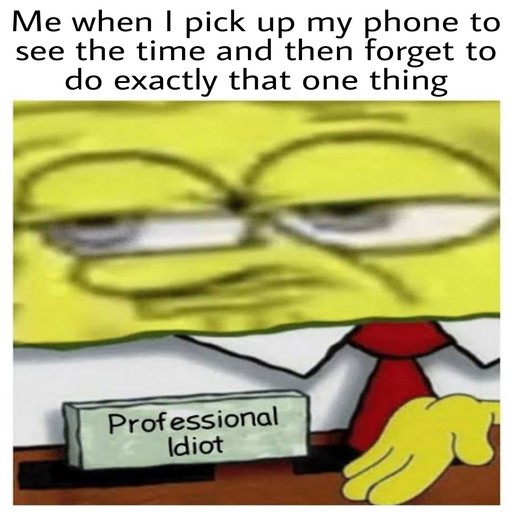 Me when I pick up my phone to
see the time and then forget to
do exactly that one thing
Professional
Idiot